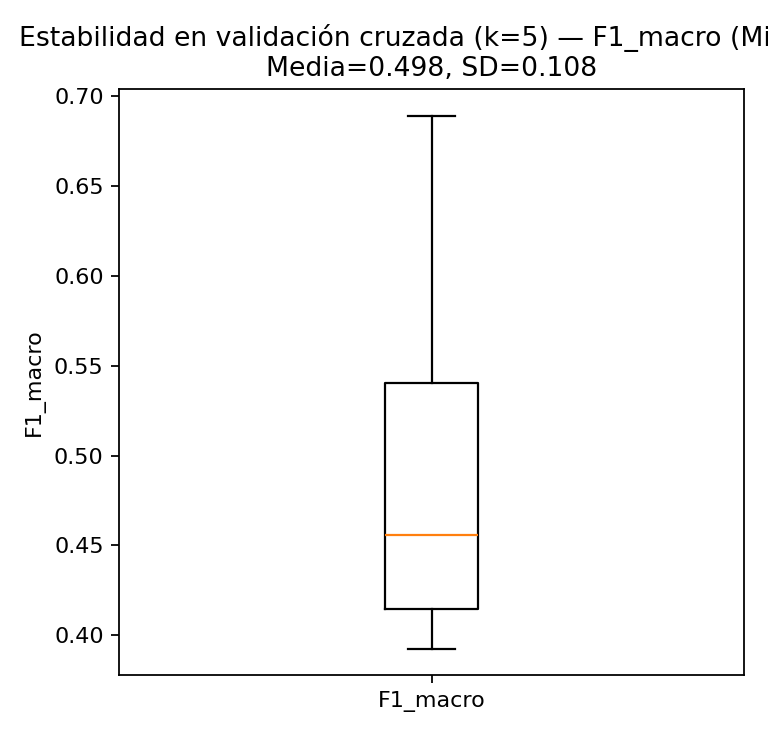 Estabilidad en validación cruzada (k=5) — F1_macro (Mi
Media=0.498, SD=0.108
0.70
0.65
0.60
0.55
0.50
0.45
0.40
F1_macro
F1_macro